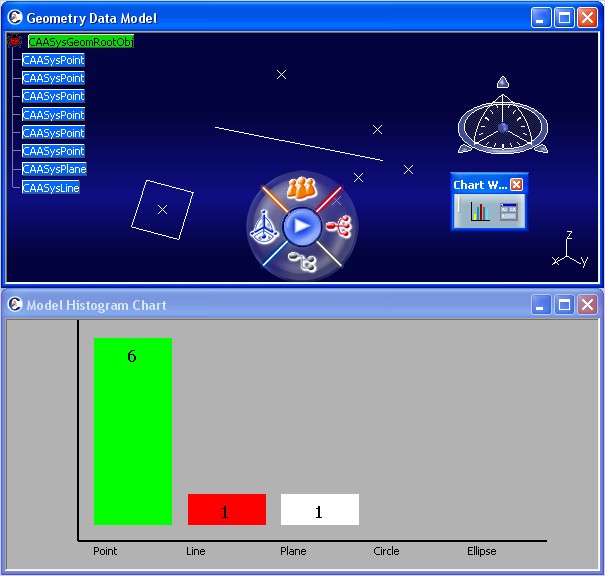 Geometry Data Model
CAASysGeomRootObj
CAASysPoint
CAASysPoint
CAASysPoint
CAASysPoint
CAASysPoint
CAASysPoint
CAASysPlane
CAASysLine
Chart W...
z
x
y
Model Histogram Chart
6
1
1
Point
Line
Plane
Circle
Ellipse